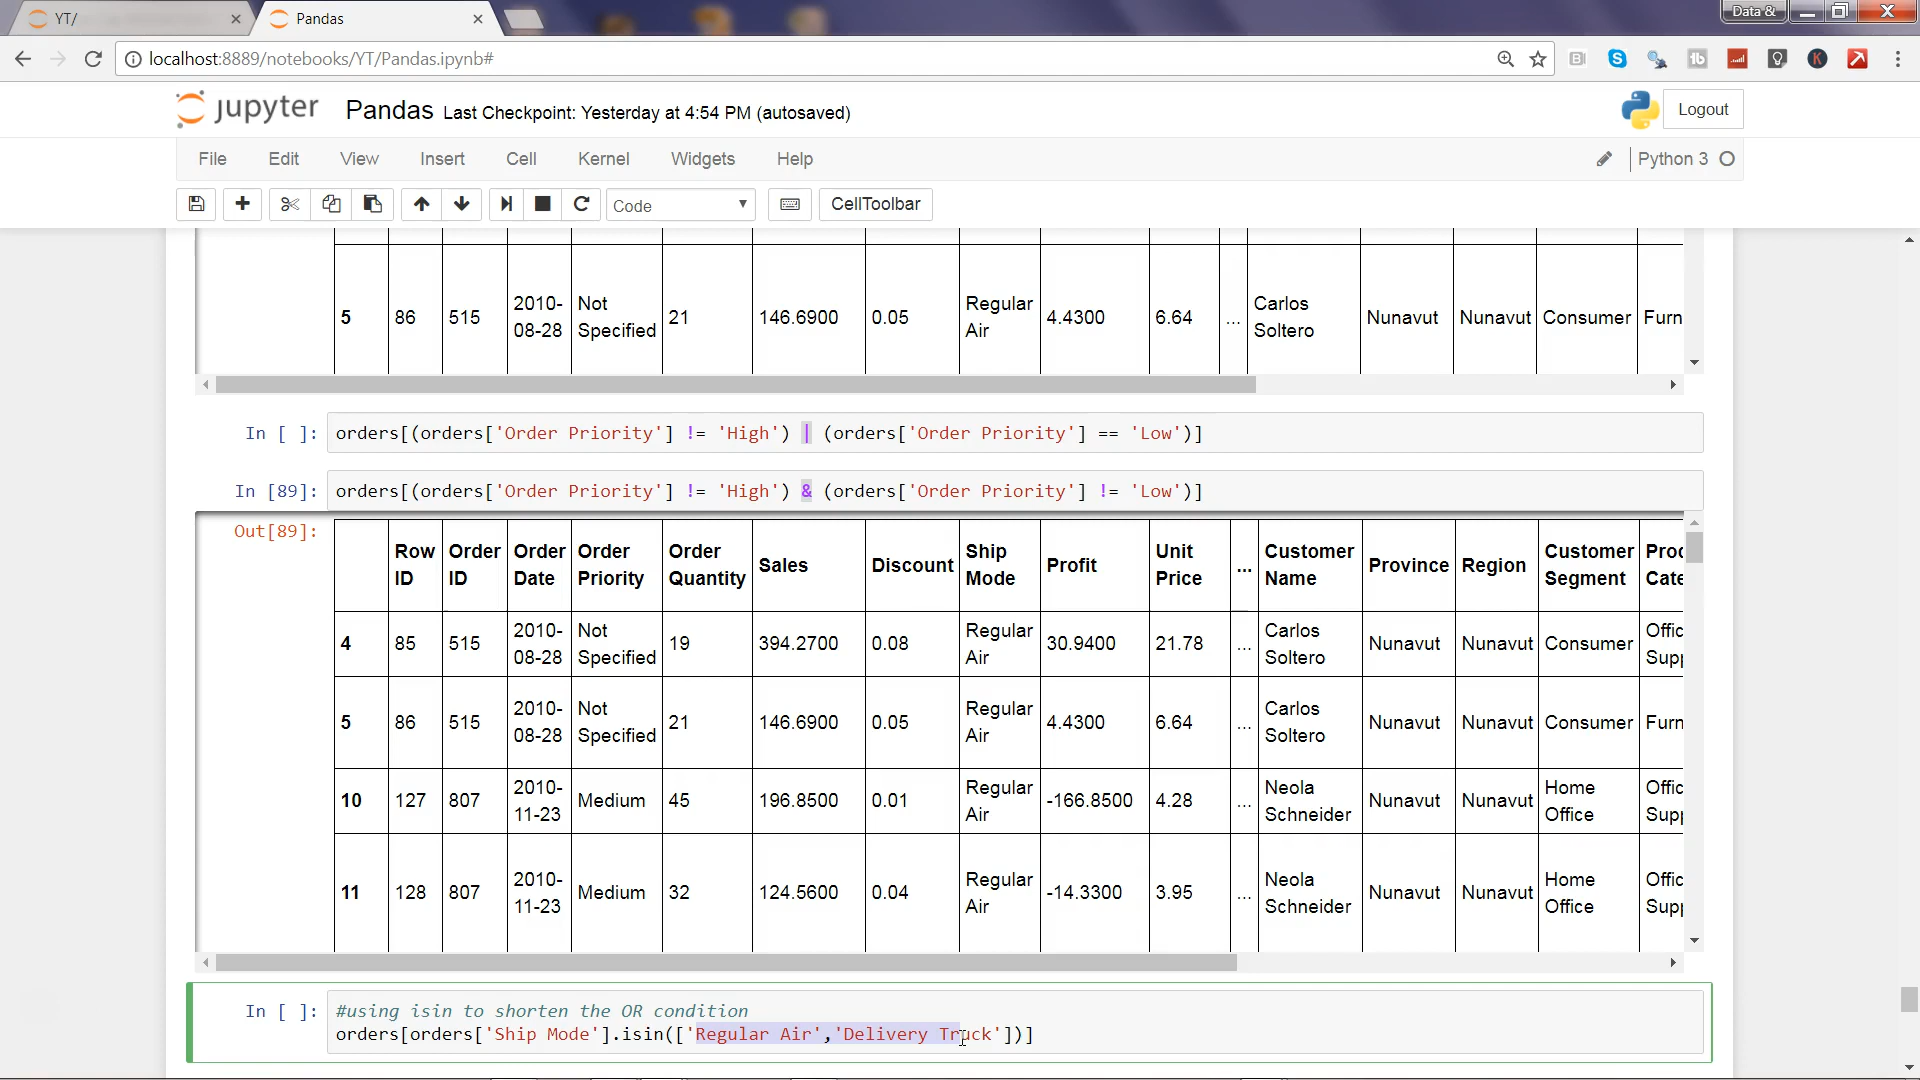 YT/
Pandas
Data &
localhost:8889/notebooks/YT/Pandas.ipynb#
jupyter Pandas Last Checkpoint: Yesterday at 4:54 PM (autosaved)
Logout
File Edit View Insert Cell Kernel Widgets Help
Python 3
Code CellToolbar
5 86 515 2010-08-28 Not Specified 21 146.6900 0.05 Regular Air 4.4300 6.64 ... Carlos Soltero Nunavut Nunavut Consumer Furn
In [ ]: orders[(orders['Order Priority'] != 'High') | (orders['Order Priority'] == 'Low')]
In [89]: orders[(orders['Order Priority'] != 'High') & (orders['Order Priority'] != 'Low')]
Out[89]:
Row ID Order ID Order Date Order Priority Order Quantity Sales Discount Ship Mode Profit Unit Price ... Customer Name Province Region Customer Segment Proc Cate
4 85 515 2010-08-28 Not Specified 19 394.2700 0.08 Regular Air 30.9400 21.78 ... Carlos Soltero Nunavut Nunavut Consumer Offic Supp
5 86 515 2010-08-28 Not Specified 21 146.6900 0.05 Regular Air 4.4300 6.64 ... Carlos Soltero Nunavut Nunavut Consumer Furn
10 127 807 2010-11-23 Medium 45 196.8500 0.01 Regular Air -166.8500 4.28 ... Neola Schneider Nunavut Nunavut Home Office Offic Supp
11 128 807 2010-11-23 Medium 32 124.5600 0.04 Regular Air -14.3300 3.95 ... Neola Schneider Nunavut Nunavut Home Office Offic Supp
In [ ]: #using isin to shorten the OR condition
orders[orders['Ship Mode'].isin(['Regular Air','Delivery Truck'])]